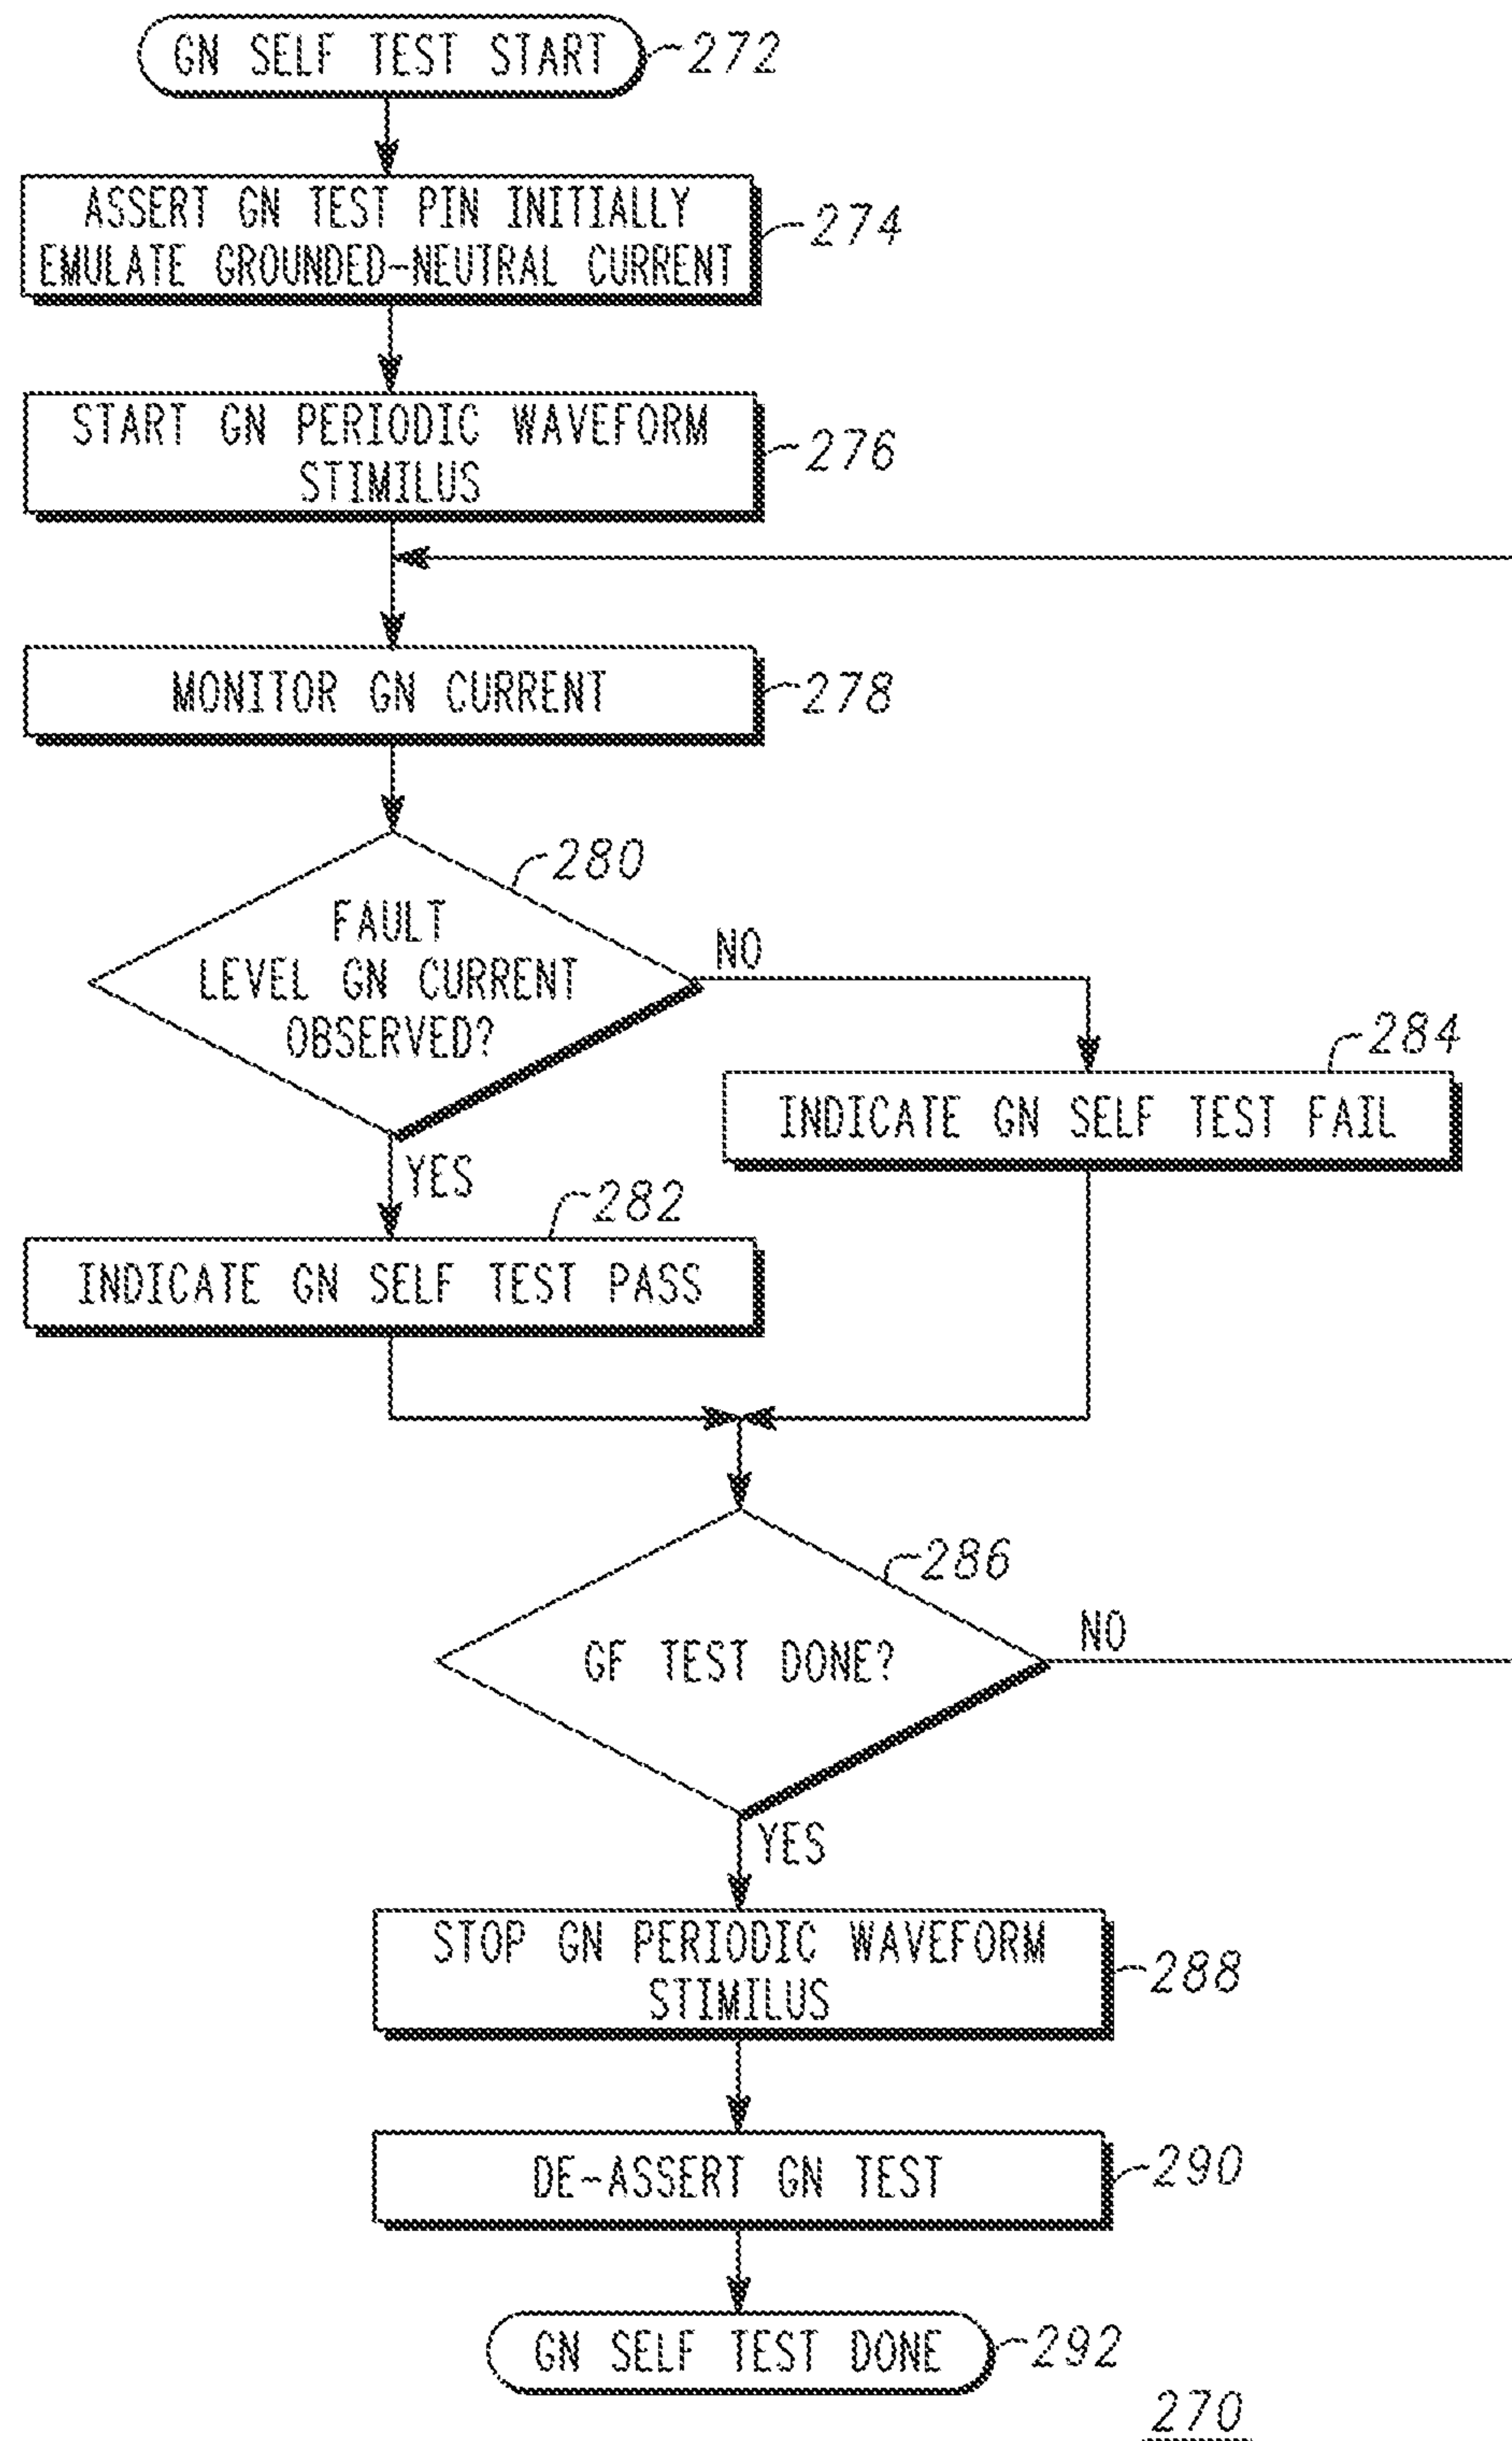 GN SELF TEST START
272
ASSERT GN TEST PIN INITIALLY
EMULATE GROUNDED-NEUTRAL CURRENT
274
START GN PERIODIC WAVEFORM
STIMILUS
276
MONITOR GN CURRENT
278
280
FAULT
LEVEL GN CURRENT
OBSERVED?
NO
284
INDICATE GN SELF TEST FAIL
YES
282
INDICATE GN SELF TEST PASS
286
GF TEST DONE?
NO
YES
STOP GN PERIODIC WAVEFORM
STIMILUS
288
DE-ASSERT GN TEST
290
GN SELF TEST DONE
292
270